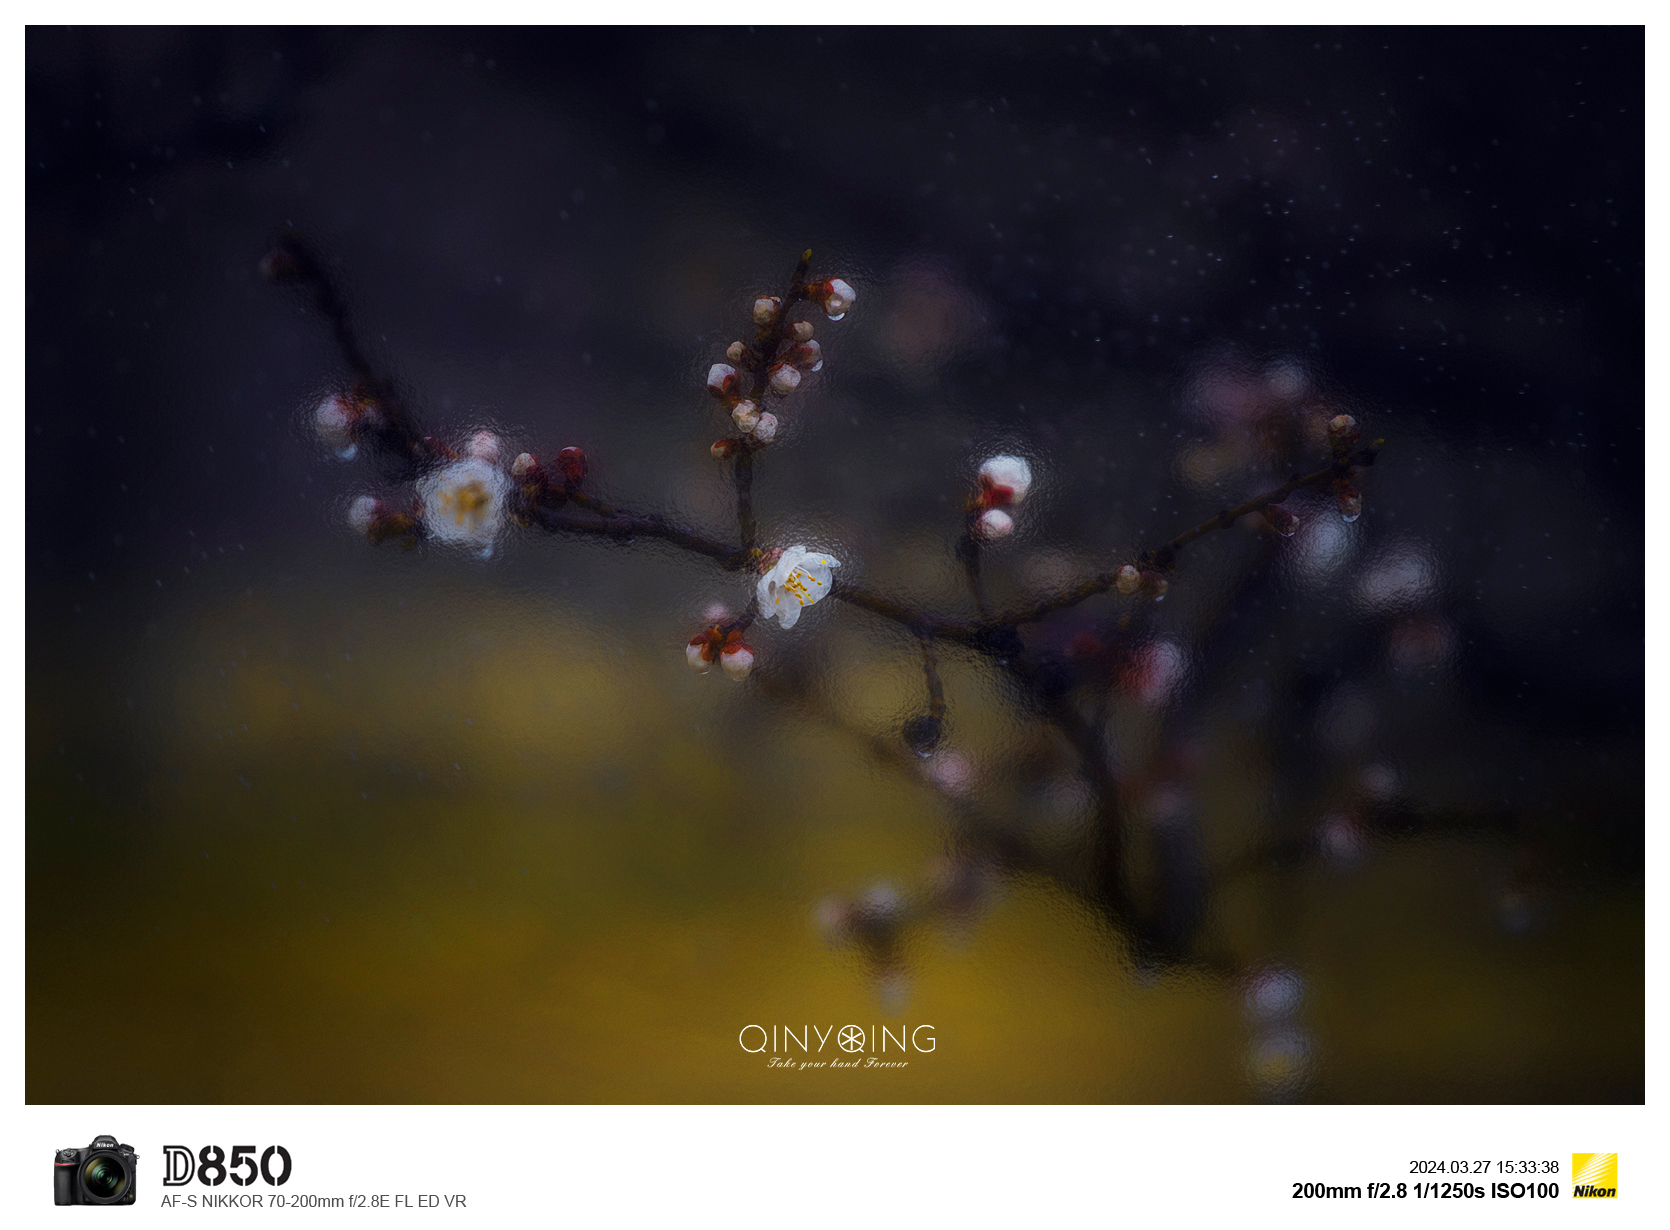 QINYQING
Take your hand Forever
Nikon
D850
AF-S NIKKOR 70-200mm f/2.8E FL ED VR
2024.03.27 15:33:38
200mm f/2.8 1/1250s ISO100
Nikon